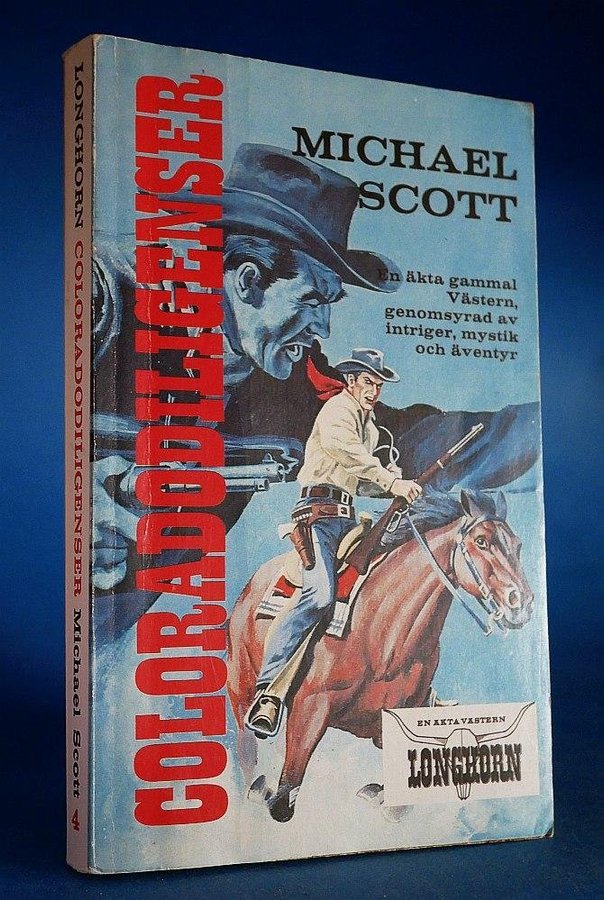 LONGHORN COLORADODILIGENSER Michael Scott 4
COLORADODILIGENSER
MICHAEL
SCOTT
En äkta gammal
Västern,
genomsyrad av
intriger, mystik
och äventyr
EN ÄKTA VÄSTERN
LONGHORN